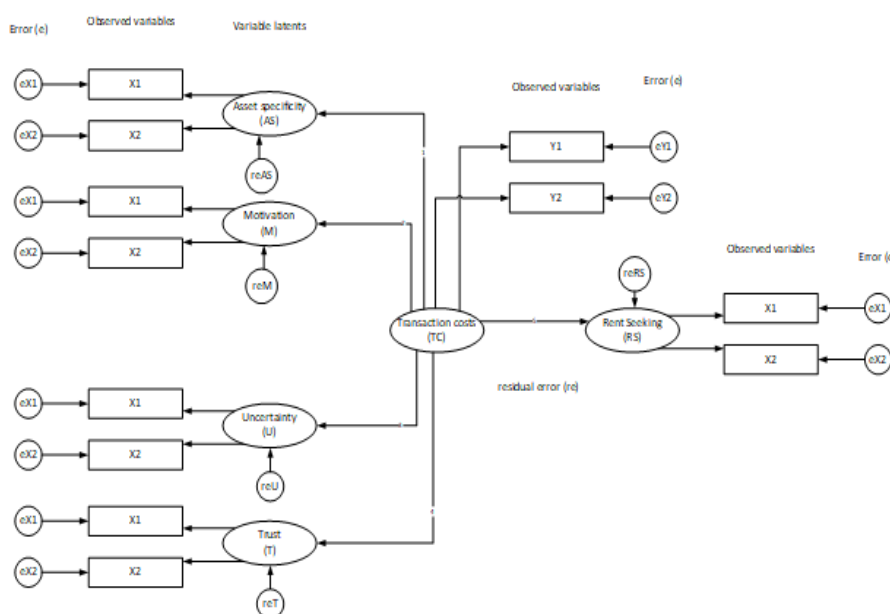 Error (e)
Observed variables
Variable latents
eX1
X1
eX2
X2
Asset specificity
(AS)
reAS
eX1
X1
eX2
X2
Motivation
(M)
reM
Transaction costs
(TC)
eX1
X1
eX2
X2
Uncertainty
(U)
reU
eX1
X1
eX2
X2
Trust
(T)
reT
Observed variables
Error (e)
Y1
eY1
Y2
eY2
reRS
Rent Seeking
(RS)
Observed variables
Error (e
X1
eX1
X2
eX2
residual error (re)